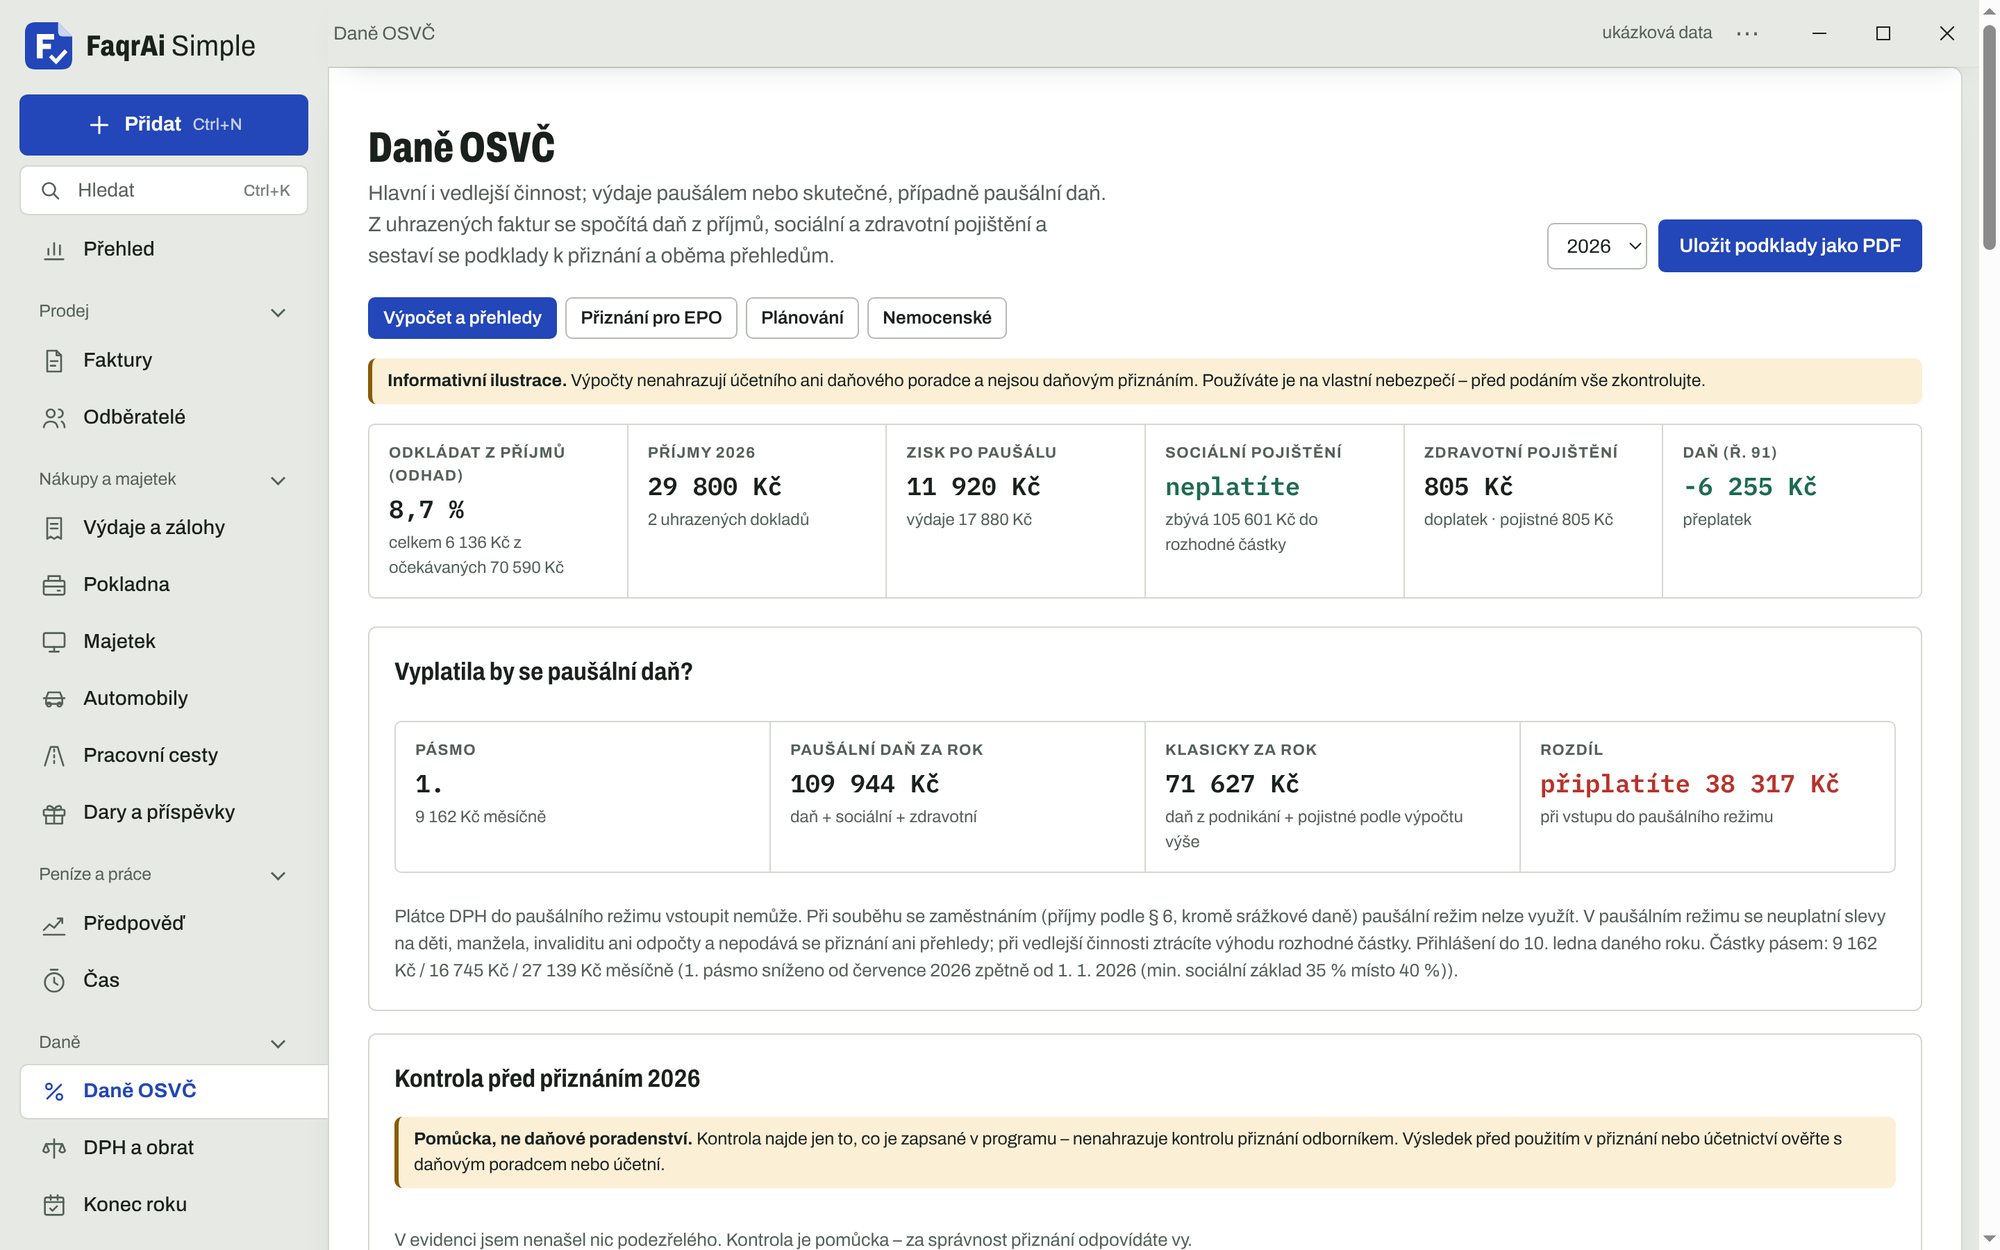 FaqrAi Simple
Daně OSVČ
ukázková data
Přidat Ctrl+N
Hledat Ctrl+K
Přehled
Prodej
Faktury
Odběratelé
Nákupy a majetek
Výdaje a zálohy
Pokladna
Majetek
Automobily
Pracovní cesty
Dary a příspěvky
Peníze a práce
Předpověď
Čas
Daně
Daně OSVČ
DPH a obrat
Konec roku
Daně OSVČ
Hlavní i vedlejší činnost; výdaje paušálem nebo skutečné, případně paušální daň.
Z uhrazených faktur se spočítá daň z příjmů, sociální a zdravotní pojištění a
sestaví se podklady k přiznání a oběma přehledům.
2026
Uložit podklady jako PDF
Výpočet a přehledy
Přiznání pro EPO
Plánování
Nemocenské
Informativní ilustrace. Výpočty nenahrazují účetního ani daňového poradce a nejsou daňovým přiznáním. Používáte je na vlastní nebezpečí – před podáním vše zkontrolujte.
ODKLÁDAT Z PŘÍJMŮ
(ODHAD)
8,7 %
celkem 6 136 Kč z
očekávaných 70 590 Kč
PŘÍJMY 2026
29 800 Kč
2 uhrazených dokladů
ZISK PO PAUŠÁLU
11 920 Kč
výdaje 17 880 Kč
SOCIÁLNÍ POJIŠTĚNÍ
neplatíte
zbývá 105 601 Kč do
rozhodné částky
ZDRAVOTNÍ POJIŠTĚNÍ
805 Kč
doplatek · pojistné 805 Kč
DAŇ (Ř. 91)
-6 255 Kč
přeplatek
Vyplatila by se paušální daň?
PÁSMO
1.
9 162 Kč měsíčně
PAUŠÁLNÍ DAŇ ZA ROK
109 944 Kč
daň + sociální + zdravotní
KLASICKY ZA ROK
71 627 Kč
daň z podnikání + pojistné podle výpočtu
výše
ROZDÍL
připlatíte 38 317 Kč
při vstupu do paušálního režimu
Plátce DPH do paušálního režimu vstoupit nemůže. Při souběhu se zaměstnáním (příjmy podle § 6, kromě srážkové daně) paušální režim nelze využít. V paušálním režimu se neuplatní slevy
na děti, manžela, invaliditu ani odpočty a nepodává se přiznání ani přehledy; při vedlejší činnosti ztrácíte výhodu rozhodné částky. Přihlášení do 10. ledna daného roku. Částky pásem: 9 162
Kč / 16 745 Kč / 27 139 Kč měsíčně (1. pásmo sníženo od července 2026 zpětně od 1. 1. 2026 (min. sociální základ 35 % místo 40 %)).
Kontrola před přiznáním 2026
Pomůcka, ne daňové poradenství. Kontrola najde jen to, co je zapsané v programu – nenahrazuje kontrolu přiznání odborníkem. Výsledek před použitím v přiznání nebo účetnictví ověřte s
daňovým poradcem nebo účetní.
V evidenci jsem nenašel nic podezřelého. Kontrola je pomůcka – za správnost přiznání odpovídáte vy.